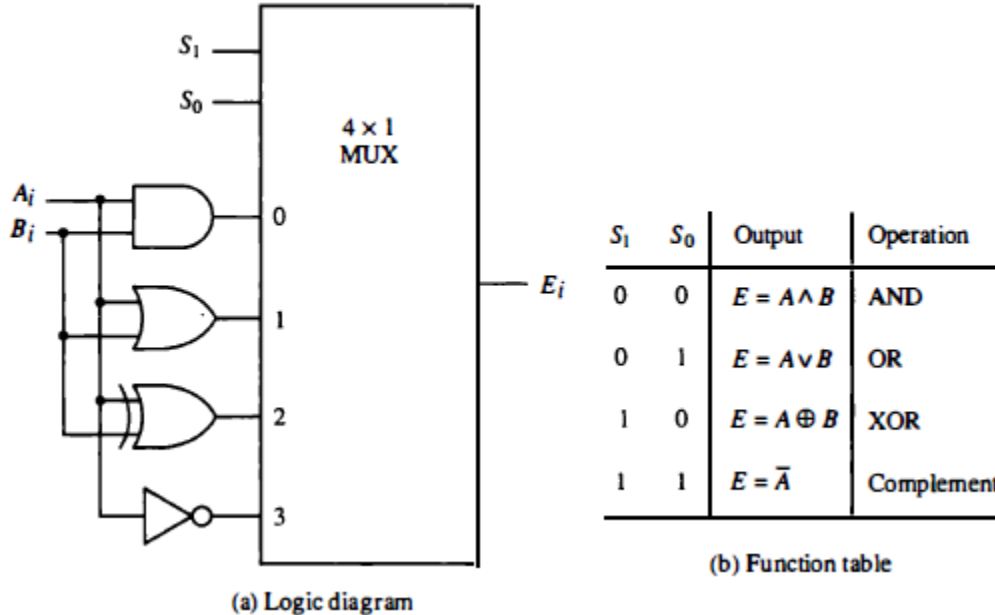 S₁
S₀
4 × 1
MUX
Aᵢ
Bᵢ
0
1
2
3
Eᵢ
(a) Logic diagram
S₁ S₀ Output Operation
0 0 E = A ∧ B AND
0 1 E = A ∨ B OR
1 0 E = A ⊕ B XOR
1 1 E = A̅ Complement
(b) Function table